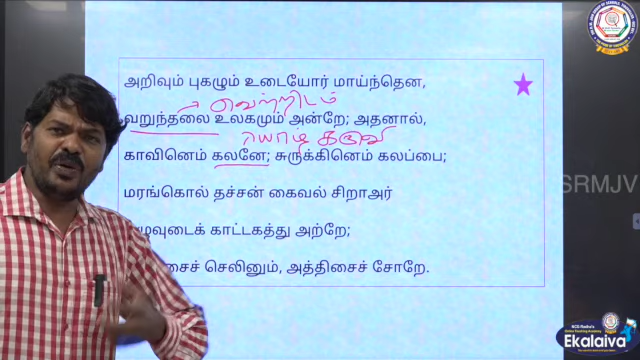 அறிவும் புகழும் உடையோர் மாய்ந்தென,
வெற்றிடம்
வறுந்தலை உலகமும் அன்றே; அதனால்,
காவினெம் கலனே; சுருக்கினெம் கலப்பை;
மரங்கொல் தச்சன் கைவல் சிறாஅர்
மழுவுடைக் காட்டகத்து அற்றே;
செலினும், அத்திசைச் சோறே.
SRMJV
Ekalaiva